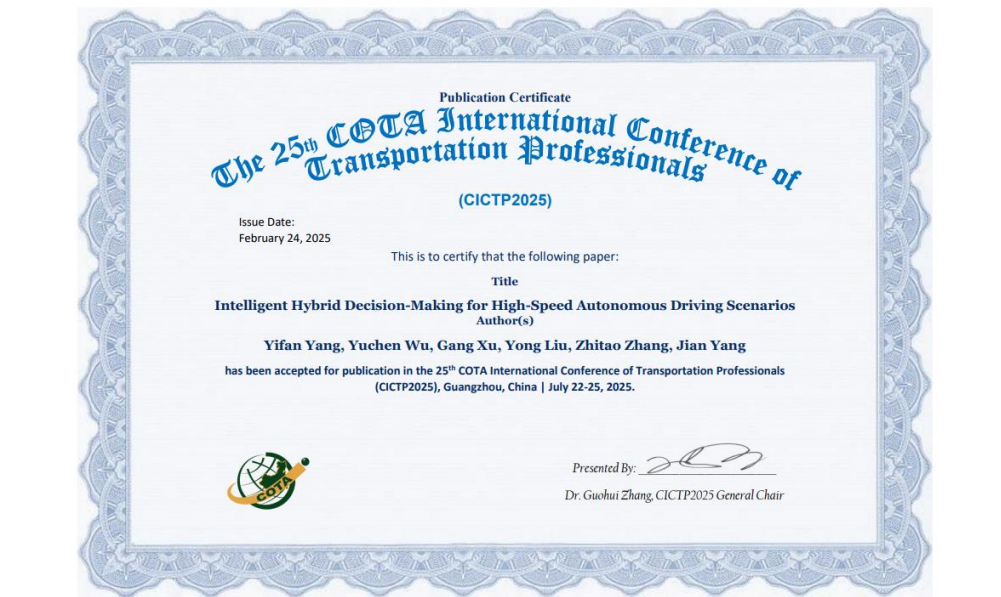 Publication Certificate
The 25th COTA International Conference of
Transportation Professionals
(CICTP2025)
Issue Date:
February 24, 2025
This is to certify that the following paper:
Title
Intelligent Hybrid Decision-Making for High-Speed Autonomous Driving Scenarios
Author(s)
Yifan Yang, Yuchen Wu, Gang Xu, Yong Liu, Zhitao Zhang, Jian Yang
has been accepted for publication in the 25th COTA International Conference of Transportation Professionals
(CICTP2025), Guangzhou, China | July 22-25, 2025.
COTA
Presented By:
Dr. Guohui Zhang, CICTP2025 General Chair